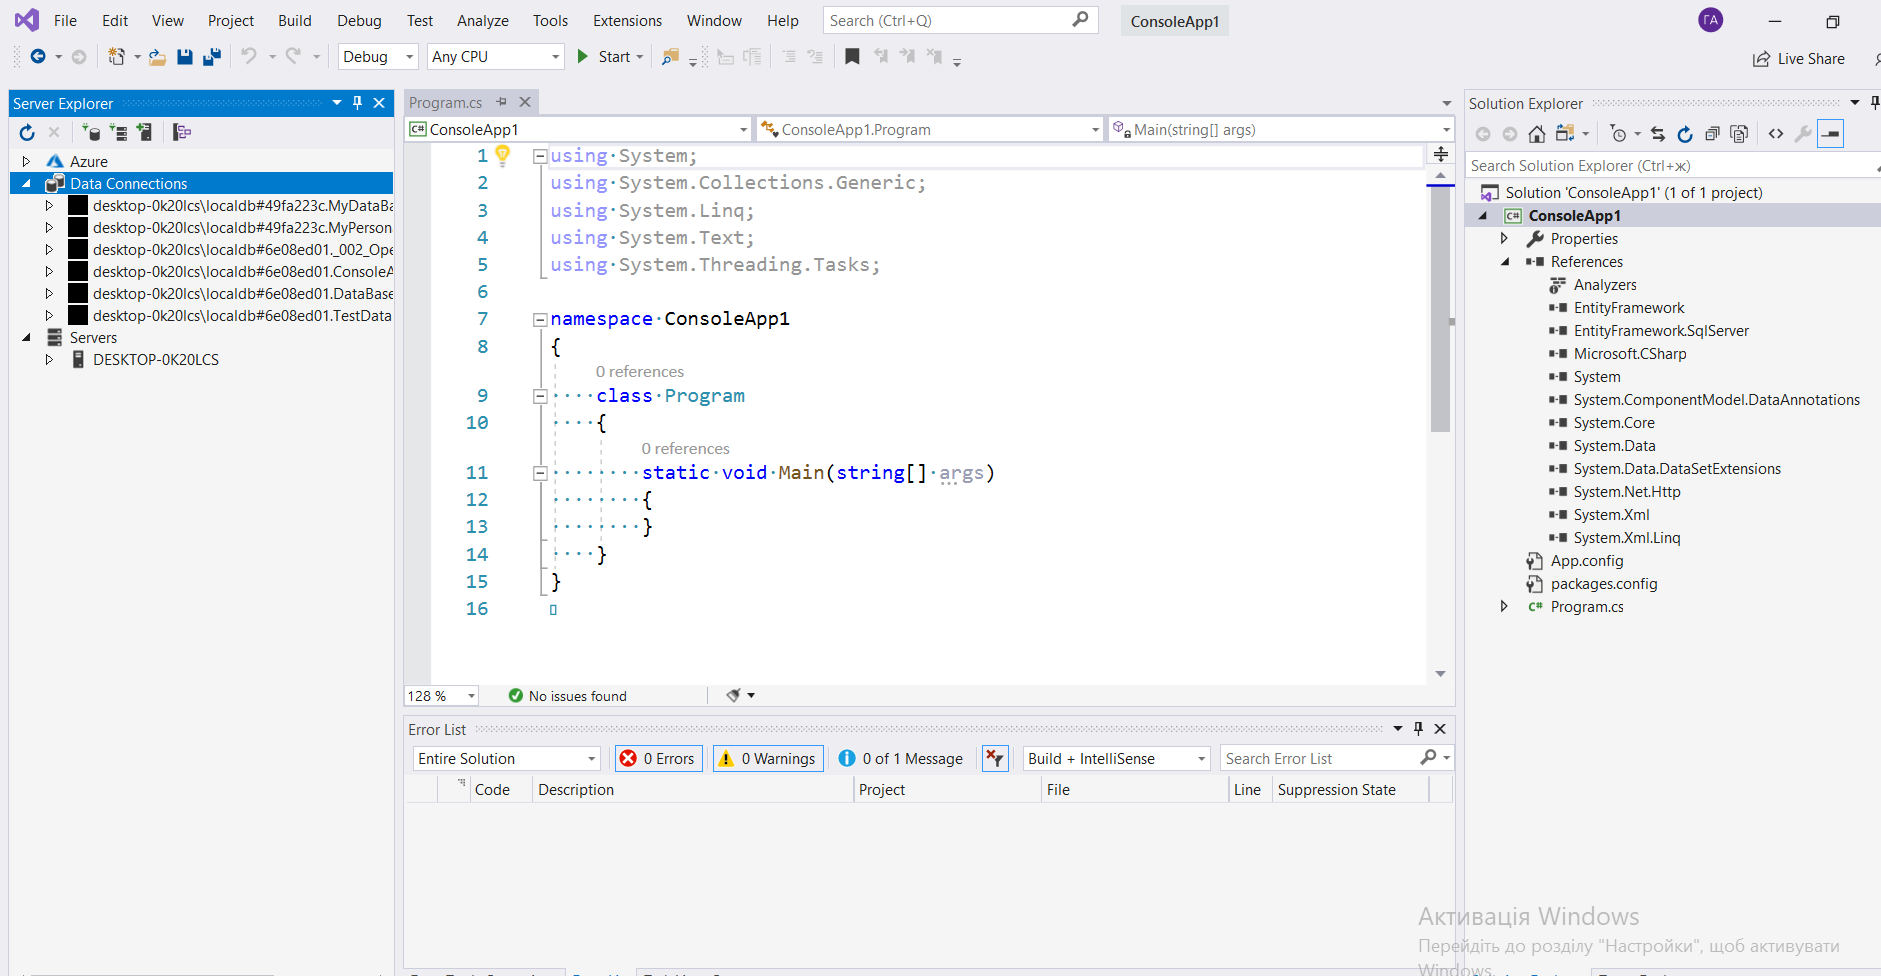 File Edit View Project Build Debug Test Analyze Tools Extensions Window Help Search (Ctrl+Q) ConsoleApp1 ГА
Debug Any CPU Start Live Share
Server Explorer
Azure
Data Connections
desktop-0k20lcs\localdb#49fa223c.MyDataBa
desktop-0k20lcs\localdb#49fa223c.MyPerson
desktop-0k20lcs\localdb#6e08ed01._002_Ope
desktop-0k20lcs\localdb#6e08ed01.ConsoleA
desktop-0k20lcs\localdb#6e08ed01.DataBase
desktop-0k20lcs\localdb#6e08ed01.TestData
Servers
DESKTOP-0K20LCS
Program.cs
C# ConsoleApp1 ConsoleApp1.Program Main(string[] args)
1 using System;
2 using System.Collections.Generic;
3 using System.Linq;
4 using System.Text;
5 using System.Threading.Tasks;
6
7 namespace ConsoleApp1
8 {
0 references
9 class Program
10 {
0 references
11 static void Main(string[] args)
12 {
13 }
14 }
15 }
16
128 % No issues found
Error List
Entire Solution 0 Errors 0 Warnings 0 of 1 Message Build + IntelliSense Search Error List
Code Description Project File Line Suppression State
Solution Explorer
Search Solution Explorer (Ctrl+ж)
Solution 'ConsoleApp1' (1 of 1 project)
C# ConsoleApp1
Properties
References
Analyzers
EntityFramework
EntityFramework.SqlServer
Microsoft.CSharp
System
System.ComponentModel.DataAnnotations
System.Core
System.Data
System.Data.DataSetExtensions
System.Net.Http
System.Xml
System.Xml.Linq
App.config
packages.config
C# Program.cs
Активація Windows
Перейдіть до розділу "Настройки", щоб активувати
Windows.